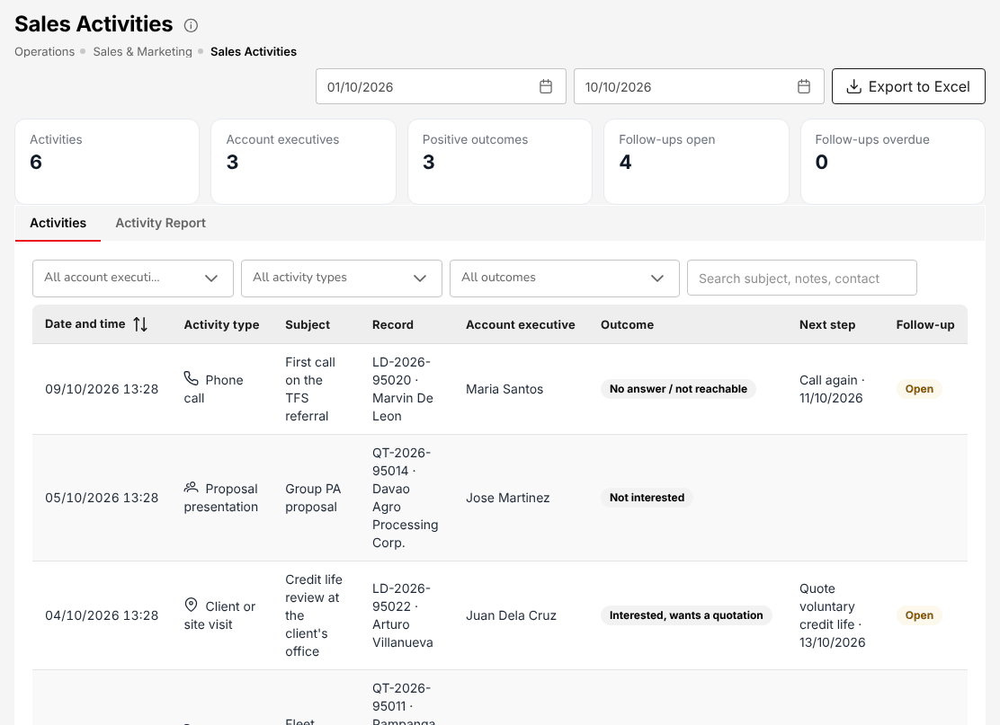 Sales Activities
Operations Sales & Marketing Sales Activities
01/10/2026 10/10/2026 Export to Excel
Activities Account executives Positive outcomes Follow-ups open Follow-ups overdue
6 3 3 4 0
Activities Activity Report
All account executi... All activity types All outcomes Search subject, notes, contact
Date and time Activity type Subject Record Account executive Outcome Next step Follow-up
09/10/2026 13:28
Phone
call
First call
on the
TFS
referral
LD-2026-
95020 ·
Marvin De
Leon
Maria Santos
No answer / not reachable
Call again ·
11/10/2026
Open
05/10/2026 13:28
Proposal
presentation
Group PA
proposal
QT-2026-
95014 ·
Davao
Agro
Processing
Corp.
Jose Martinez
Not interested
04/10/2026 13:28
Client or
site visit
Credit life
review at
the
client's
office
LD-2026-
95022 ·
Arturo
Villanueva
Juan Dela Cruz
Interested, wants a quotation
Quote
voluntary
credit life ·
13/10/2026
Open
Fleet
QT-2026-
95011 ·
Pampanga